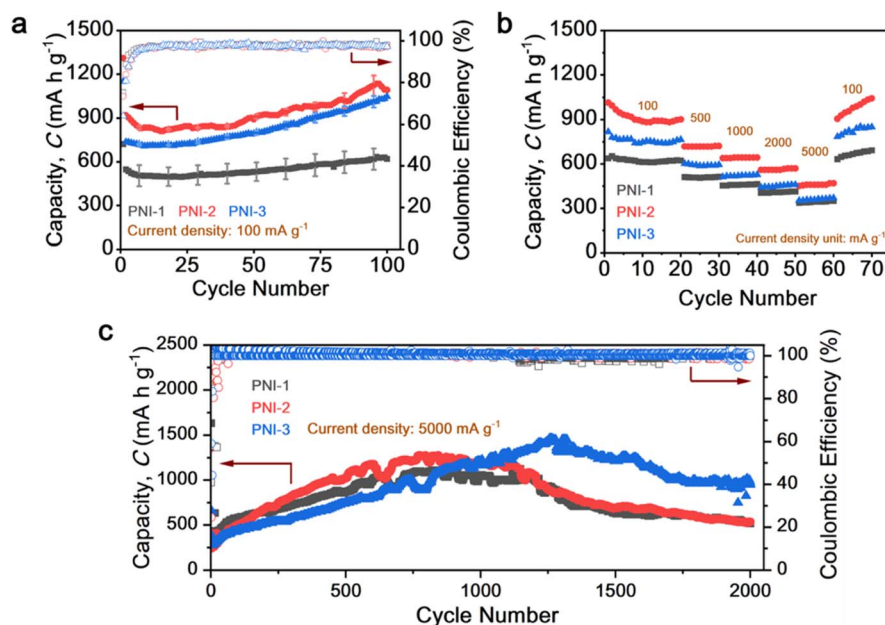 a
1500
1200
900
600
300
0
Capacity, C (mA h g⁻¹)
100
80
60
40
20
0
Coulombic Efficiency (%)
PNI-1 PNI-2 PNI-3
Current density: 100 mA g⁻¹
0 25 50 75 100
Cycle Number
b
1500
1200
900
600
300
0
Capacity, C (mA h g⁻¹)
100
500
1000
2000
5000
100
PNI-1
PNI-2
PNI-3
Current density unit: mA g⁻¹
0 10 20 30 40 50 60 70
Cycle Number
c
2500
2000
1500
1000
500
0
Capacity, C (mA h g⁻¹)
100
80
60
40
20
0
Coulombic Efficiency (%)
PNI-1
PNI-2
PNI-3 Current density: 5000 mA g⁻¹
0 500 1000 1500 2000
Cycle Number